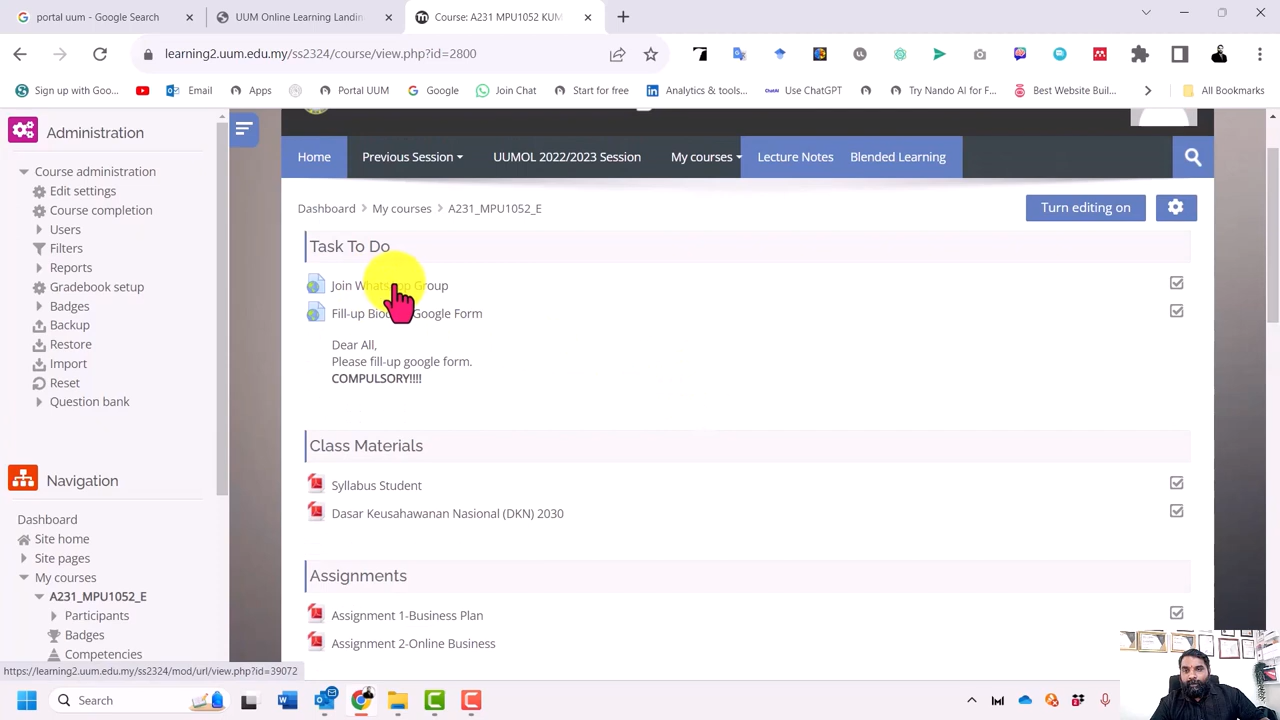 portal uum - Google Search
UUM Online Learning Landin
Course: A231 MPU1052 KUM
learning2.uum.edu.my/ss2324/course/view.php?id=2800
Sign up with Goo...
Email
Apps
Portal UUM
Google
Join Chat
Start for free
Analytics & tools...
Use ChatGPT
Try Nando AI for F...
Best Website Buil...
All Bookmarks
Administration
Course administration
Edit settings
Course completion
Users
Filters
Reports
Gradebook setup
Badges
Backup
Restore
Import
Reset
Question bank
Navigation
Dashboard
Site home
Site pages
My courses
A231_MPU1052_E
Participants
Badges
Competencies
Home
Previous Session
UUMOL 2022/2023 Session
My courses
Lecture Notes
Blended Learning
Dashboard
My courses
A231_MPU1052_E
Turn editing on
Task To Do
Join WhatsApp Group
Fill-up Google Form
Dear All,
Please fill-up google form.
COMPULSORY!!!!
Class Materials
Syllabus Student
Dasar Keusahawanan Nasional (DKN) 2030
Assignments
Assignment 1-Business Plan
Assignment 2-Online Business
https://learning2.uum.edu.my/ss2324/mod/url/view.php?id=39072
Search